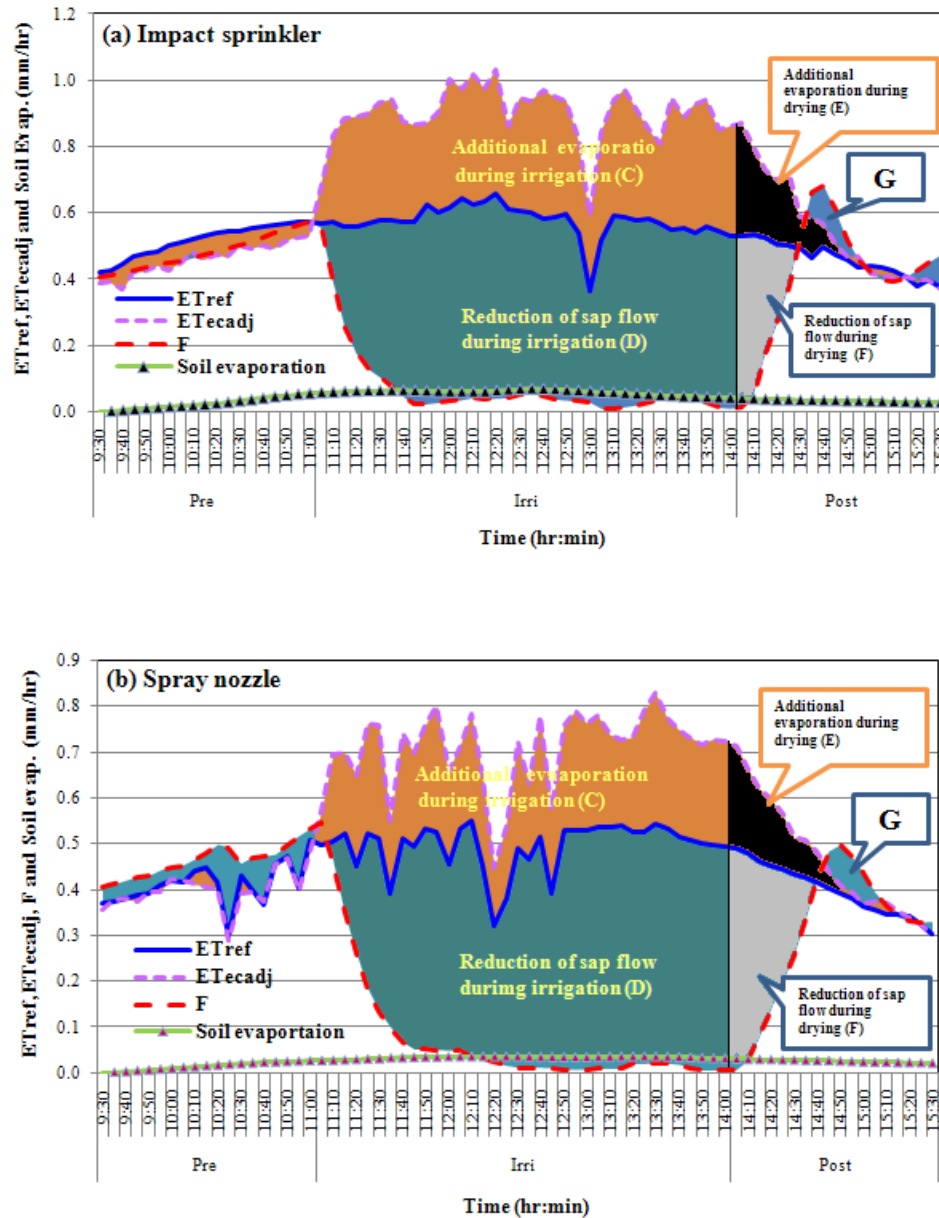 ETref, ETecadj and Soil Evap. (mm/hr)
1.2
1.0
0.8
0.6
0.4
0.2
0.0
(a) Impact sprinkler
Additional
evaporation during
drying (E)
G
Additional evaporatio
during irrigation (C)
Reduction of sap flow
during irrigation (D)
Reduction of sap
flow during
drying (F)
ETref
ETecadj
F
Soil evaporation
9:30 9:40 9:50 10:00 10:10 10:20 10:30 10:40 10:50 11:00 11:10 11:20 11:30 11:40 11:50 12:00 12:10 12:20 12:30 12:40 12:50 13:00 13:10 13:20 13:30 13:40 13:50 14:00 14:10 14:20 14:30 14:40 14:50 15:00 15:10 15:20
Pre Irri Post
Time (hr:min)
ETref, ETecadj, F and Soil evap. (mm/hr)
0.9
0.8
0.7
0.6
0.5
0.4
0.3
0.2
0.1
0.0
(b) Spray nozzle
Additional
evaporation during
drying (E)
G
Additional evuaporation
during irrigation (C)
Reduction of sap flow
durimg irrigation (D)
Reduction of sap
flow during
drying (F)
ETref
ETecadj
F
Soil evaportaion
9:30 9:40 9:50 10:00 10:10 10:20 10:30 10:40 10:50 11:00 11:10 11:20 11:30 11:40 11:50 12:00 12:10 12:20 12:30 12:40 12:50 13:00 13:10 13:20 13:30 13:40 13:50 14:00 14:10 14:20 14:30 14:40 14:50 15:00 15:10 15:20 15:30
Pre Irri Post
Time (hr:min)